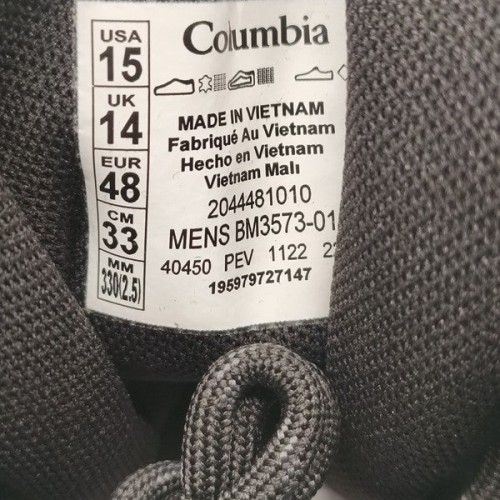 USA
15
UK
14
EUR
48
CM
33
MM
330(2.5)
Columbia
MADE IN VIETNAM
Fabriqué Au Vietnam
Hecho en Vietnam
Vietnam Malı
2044481010
MENS BM3573-01
40450 PEV 1122
195979727147